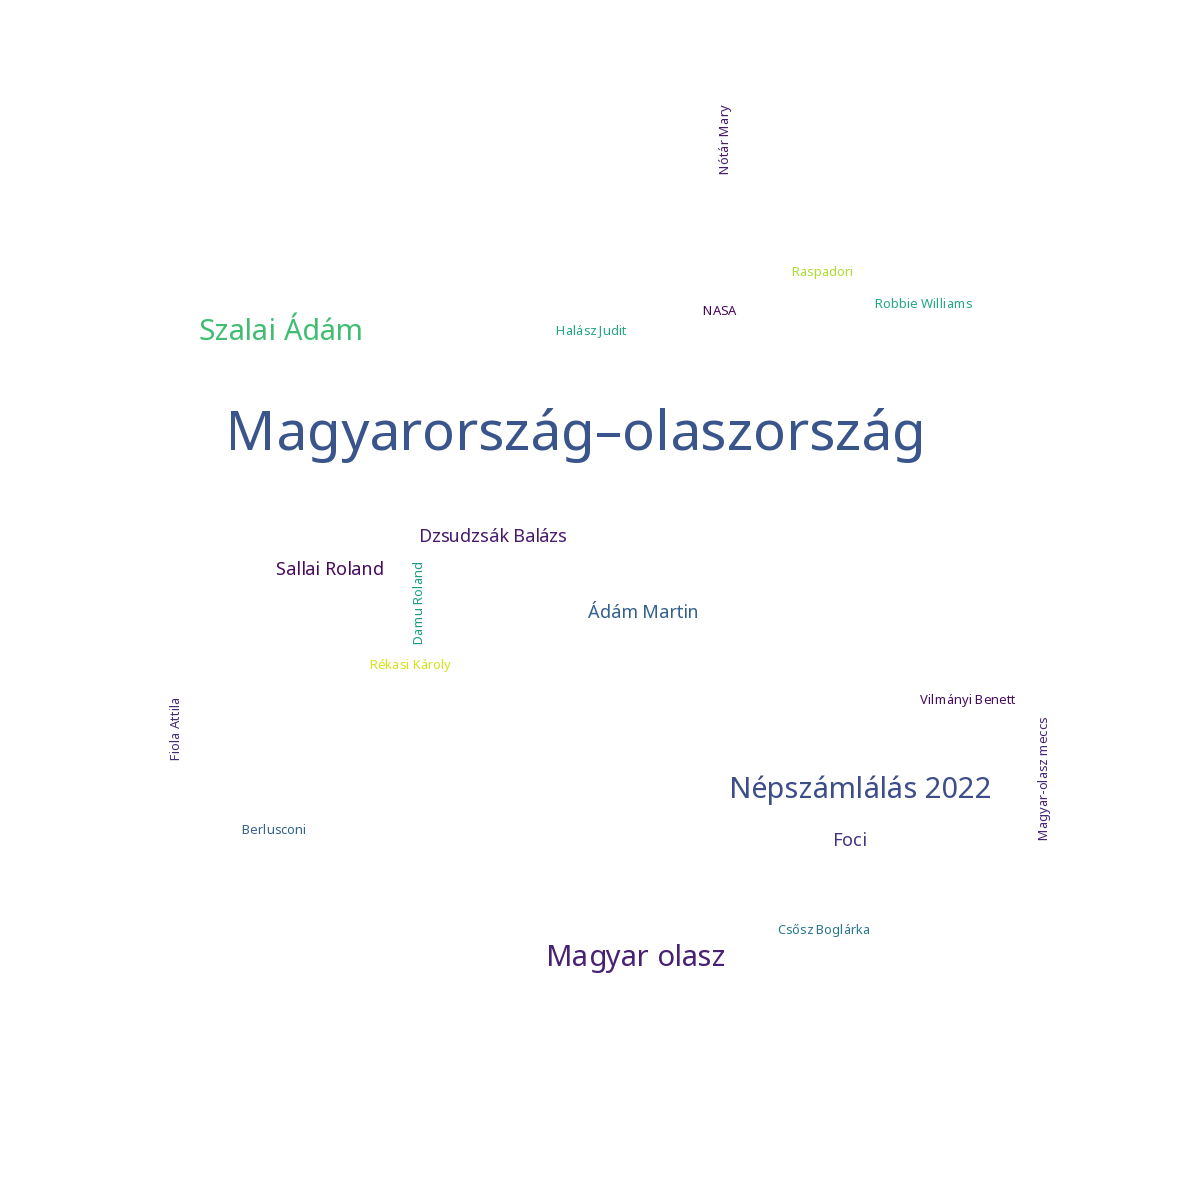 Nótár Mary
Raspadori
Robbie Williams
NASA
Halász Judit
Szalai Ádám
Magyarország–olaszország
Dzsudzsák Balázs
Sallai Roland
Damu Roland
Ádám Martin
Rékasi Károly
Vilmányi Benett
Fiola Attila
Magyar-olasz meccs
Népszámlálás 2022
Berlusconi
Foci
Csősz Boglárka
Magyar olasz